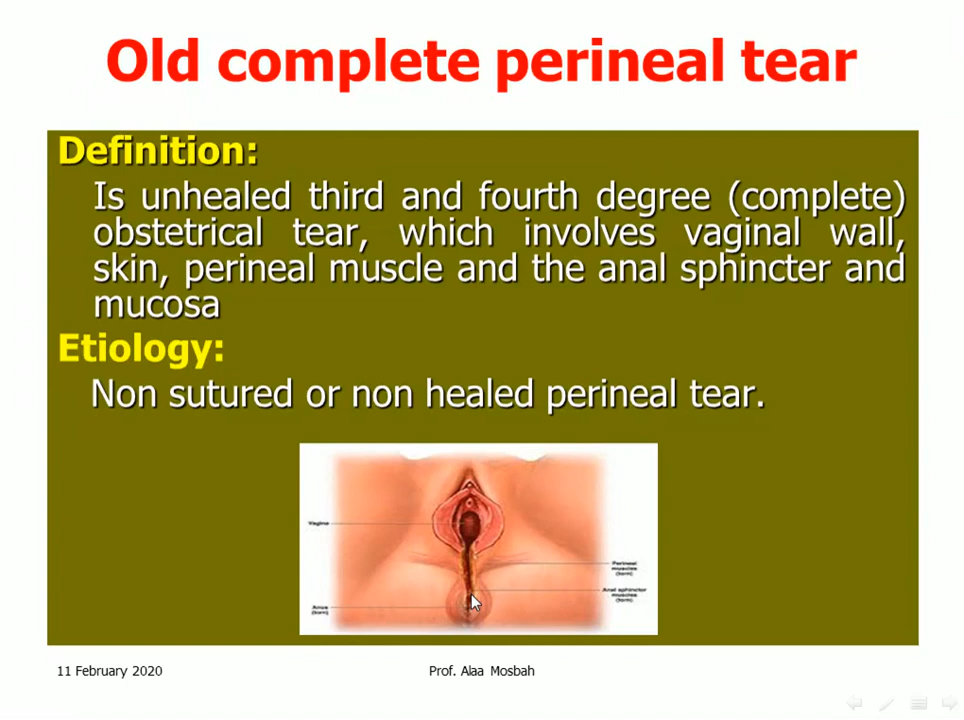 Old complete perineal tear
Definition:
Is unhealed third and fourth degree (complete)
obstetrical tear, which involves vaginal wall,
skin, perineal muscle and the anal sphincter and
mucosa
Etiology:
Non sutured or non healed perineal tear.
Vagina
Perineal
muscles
(torn)
Anal sphincter
muscles
(torn)
Anus
(torn)
11 February 2020
Prof. Alaa Mosbah